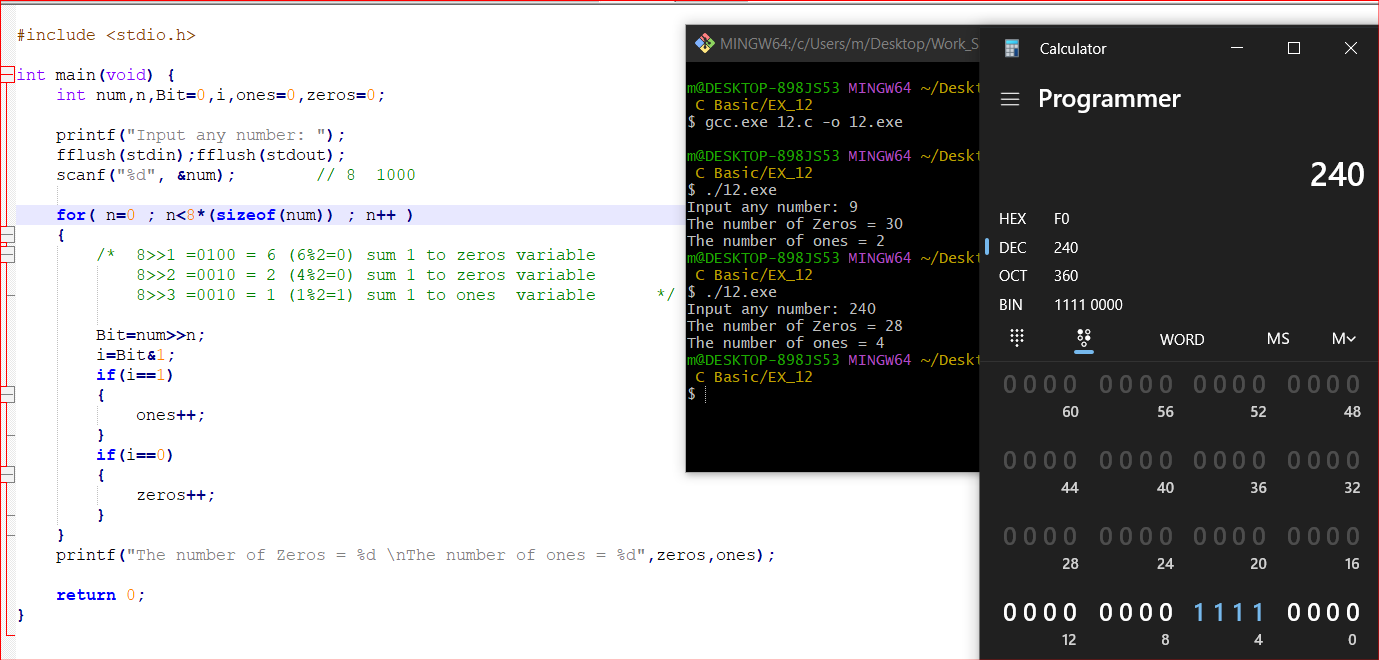 #include <stdio.h>
int main(void) {
int num,n,Bit=0,i,ones=0,zeros=0;
printf("Input any number: ");
fflush(stdin);fflush(stdout);
scanf("%d", &num); // 8 1000
for( n=0 ; n<8*(sizeof(num)) ; n++ )
{
/* 8>>1 =0100 = 6 (6%2=0) sum 1 to zeros variable
8>>2 =0010 = 2 (4%2=0) sum 1 to zeros variable
8>>3 =0010 = 1 (1%2=1) sum 1 to ones variable */
Bit=num>>n;
i=Bit&1;
if(i==1)
{
ones++;
}
if(i==0)
{
zeros++;
}
}
printf("The number of Zeros = %d \nThe number of ones = %d",zeros,ones);
return 0;
}
MINGW64:/c/Users/m/Desktop/Work_S
m@DESKTOP-898JS53 MINGW64 ~/Deskt
C Basic/EX_12
$ gcc.exe 12.c -o 12.exe
m@DESKTOP-898JS53 MINGW64 ~/Deskt
C Basic/EX_12
$ ./12.exe
Input any number: 9
The number of Zeros = 30
The number of ones = 2
m@DESKTOP-898JS53 MINGW64 ~/Deskt
C Basic/EX_12
$ ./12.exe
Input any number: 240
The number of Zeros = 28
The number of ones = 4
m@DESKTOP-898JS53 MINGW64 ~/Deskt
C Basic/EX_12
$
Calculator
Programmer
240
HEX F0
DEC 240
OCT 360
BIN 1111 0000
WORD MS M
0000 0000 0000 0000
60 56 52 48
0000 0000 0000 0000
44 40 36 32
0000 0000 0000 0000
28 24 20 16
0000 0000 1111 0000
12 8 4 0